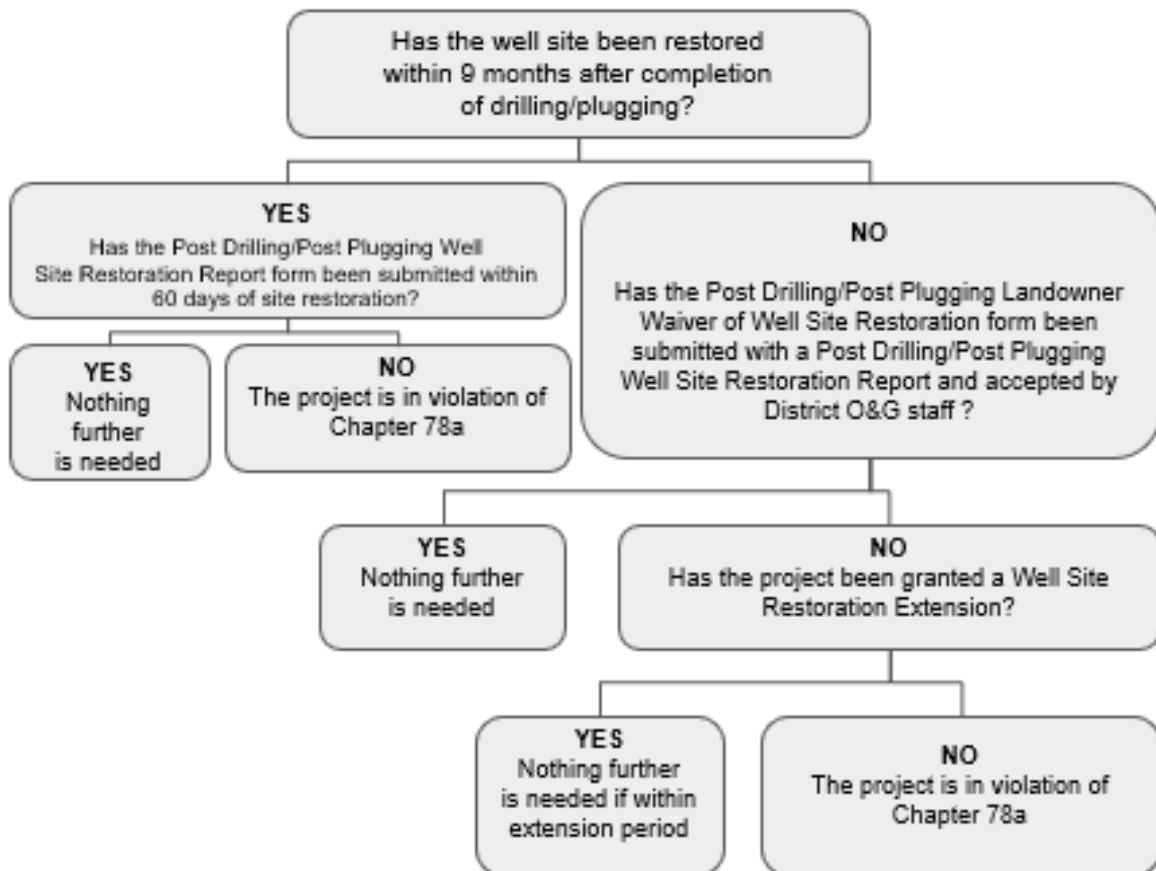 Has the well site been restored
within 9 months after completion
of drilling/plugging?
YES
Has the Post Drilling/Post Plugging Well
Site Restoration Report form been submitted within
60 days of site restoration?
NO
Has the Post Drilling/Post Plugging Landowner
Waiver of Well Site Restoration form been
submitted with a Post Drilling/Post Plugging
Well Site Restoration Report and accepted by
District O&G staff ?
YES
Nothing
further
is needed
NO
The project is in violation of
Chapter 78a
YES
Nothing further
is needed
NO
Has the project been granted a Well Site
Restoration Extension?
YES
Nothing further
is needed if within
extension period
NO
The project is in violation of
Chapter 78a